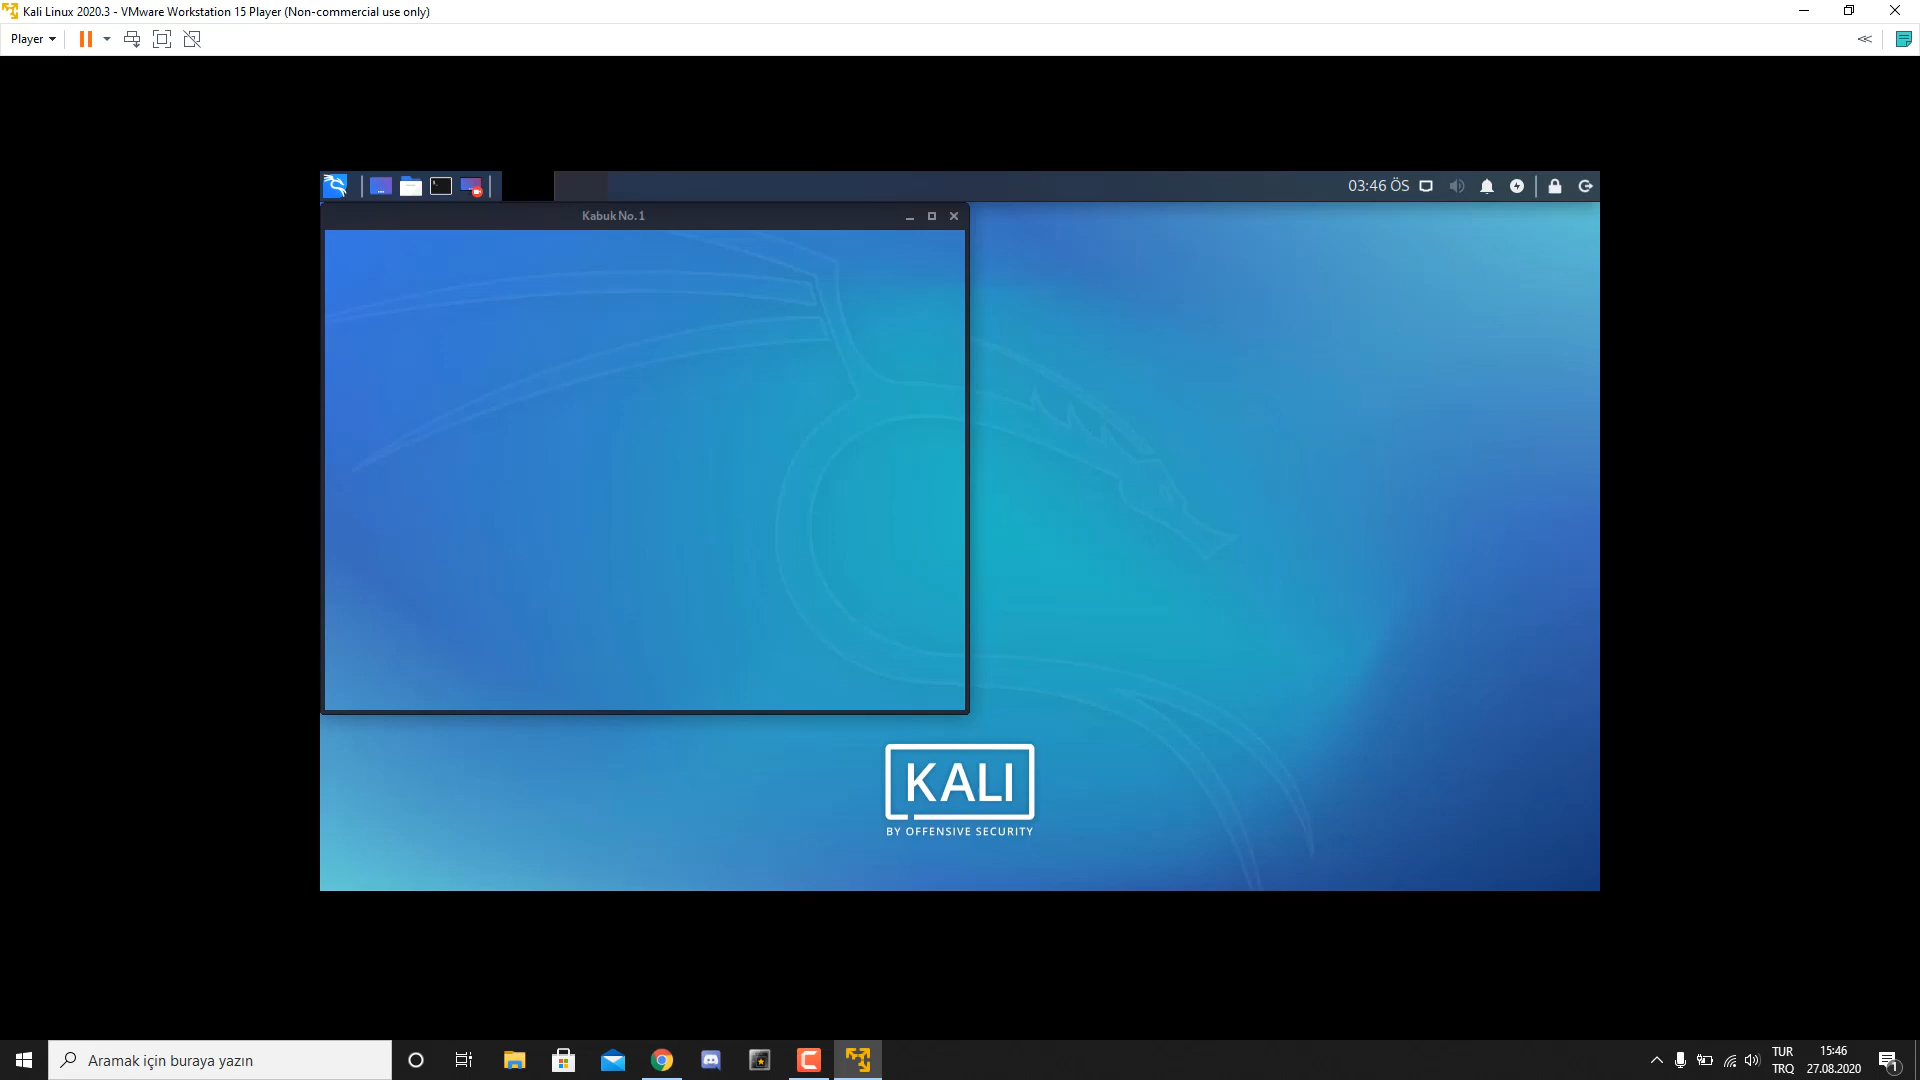 Kali Linux 2020.3 - VMware Workstation 15 Player (Non-commercial use only)
Player
03:46 ÖS
Kabuk No.1
KALI
BY OFFENSIVE SECURITY
Aramak için buraya yazın
TUR
TRQ
15:46
27.08.2020
1